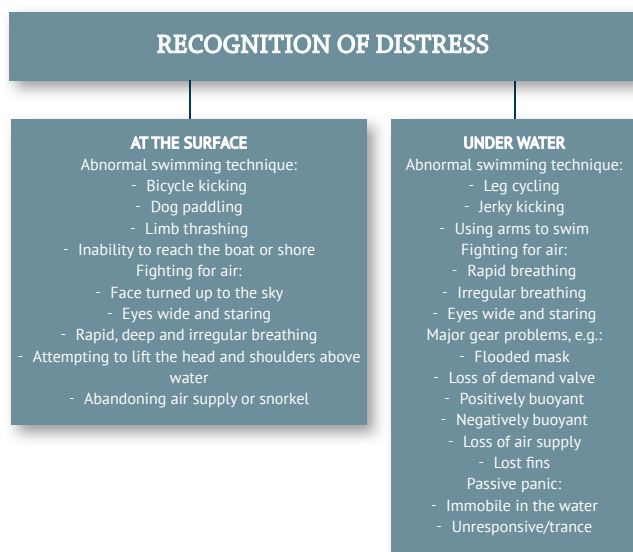 RECOGNITION OF DISTRESS
AT THE SURFACE
Abnormal swimming technique:
- Bicycle kicking
- Dog paddling
- Limb thrashing
- Inability to reach the boat or shore
Fighting for air:
- Face turned up to the sky
- Eyes wide and staring
- Rapid, deep and irregular breathing
- Attempting to lift the head and shoulders above
water
- Abandoning air supply or snorkel
UNDER WATER
Abnormal swimming technique:
- Leg cycling
- Jerky kicking
- Using arms to swim
Fighting for air:
- Rapid breathing
- Irregular breathing
- Eyes wide and staring
Major gear problems, e.g.:
- Flooded mask
- Loss of demand valve
- Positively buoyant
- Negatively buoyant
- Loss of air supply
- Lost fins
Passive panic:
- Immobile in the water
- Unresponsive/trance